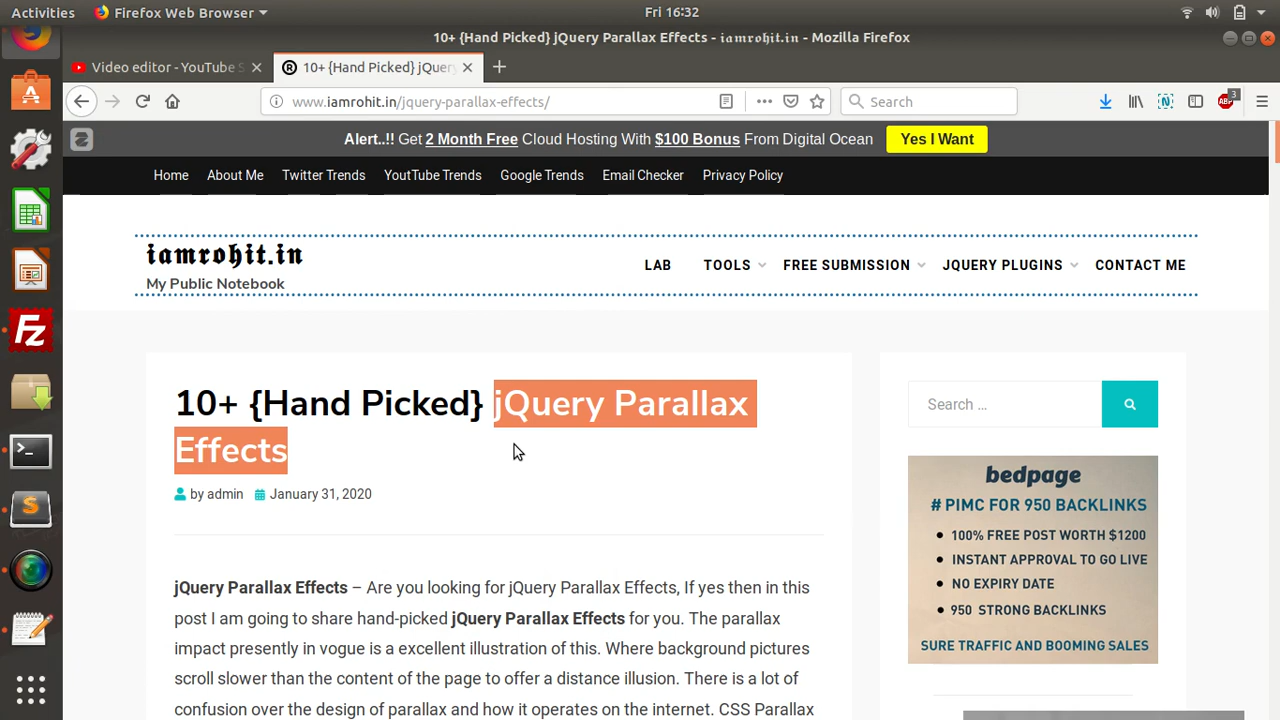 Activities Firefox Web Browser Fri 16:32
10+ {Hand Picked} jQuery Parallax Effects - iamrohit.in - Mozilla Firefox
Video editor - YouTube S 10+ {Hand Picked} jQuery
www.iamrohit.in/jquery-parallax-effects/ Search ABP 3
Alert..!! Get 2 Month Free Cloud Hosting With $100 Bonus From Digital Ocean Yes I Want
Home About Me Twitter Trends YoutTube Trends Google Trends Email Checker Privacy Policy
iamrohit.in
My Public Notebook
LAB TOOLS FREE SUBMISSION JQUERY PLUGINS CONTACT ME
10+ {Hand Picked} jQuery Parallax
Effects
by admin January 31, 2020
jQuery Parallax Effects – Are you looking for jQuery Parallax Effects, If yes then in this
post I am going to share hand-picked jQuery Parallax Effects for you. The parallax
impact presently in vogue is a excellent illustration of this. Where background pictures
scroll slower than the content of the page to offer a distance illusion. There is a lot of
confusion over the design of parallax and how it operates on the internet. CSS Parallax
Search ...
bedpage
# PIMC FOR 950 BACKLINKS
100% FREE POST WORTH $1200
INSTANT APPROVAL TO GO LIVE
NO EXPIRY DATE
950 STRONG BACKLINKS
SURE TRAFFIC AND BOOMING SALES